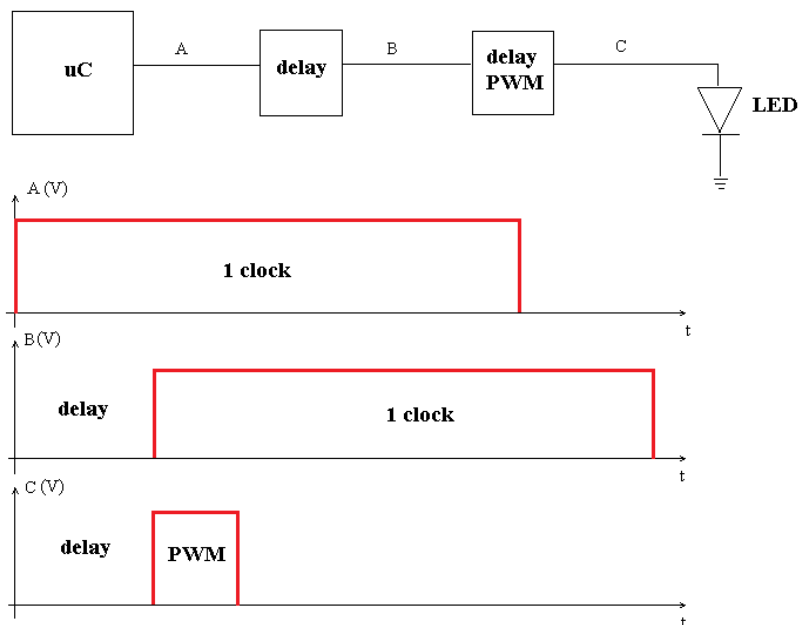 uC
A
delay
B
delay
PWM
C
LED
A (V)
1 clock
t
B (V)
delay
1 clock
t
C (V)
delay
PWM
t